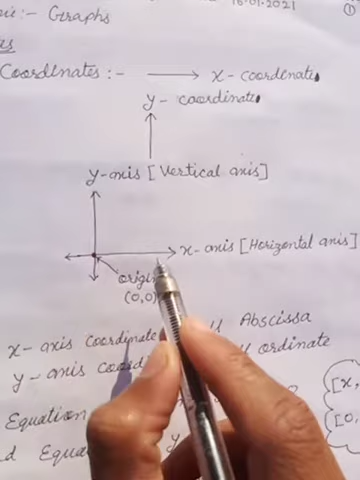 :- Graphs
16-01-2021
①
Coordinates :- x-coordinate
y-coordinate
y-axis [Vertical axis]
x-axis [Horizontal axis]
origin
(0,0)
x-axis coordinate Abscissa
y-axis ordinate
Equation
[x,
[0,